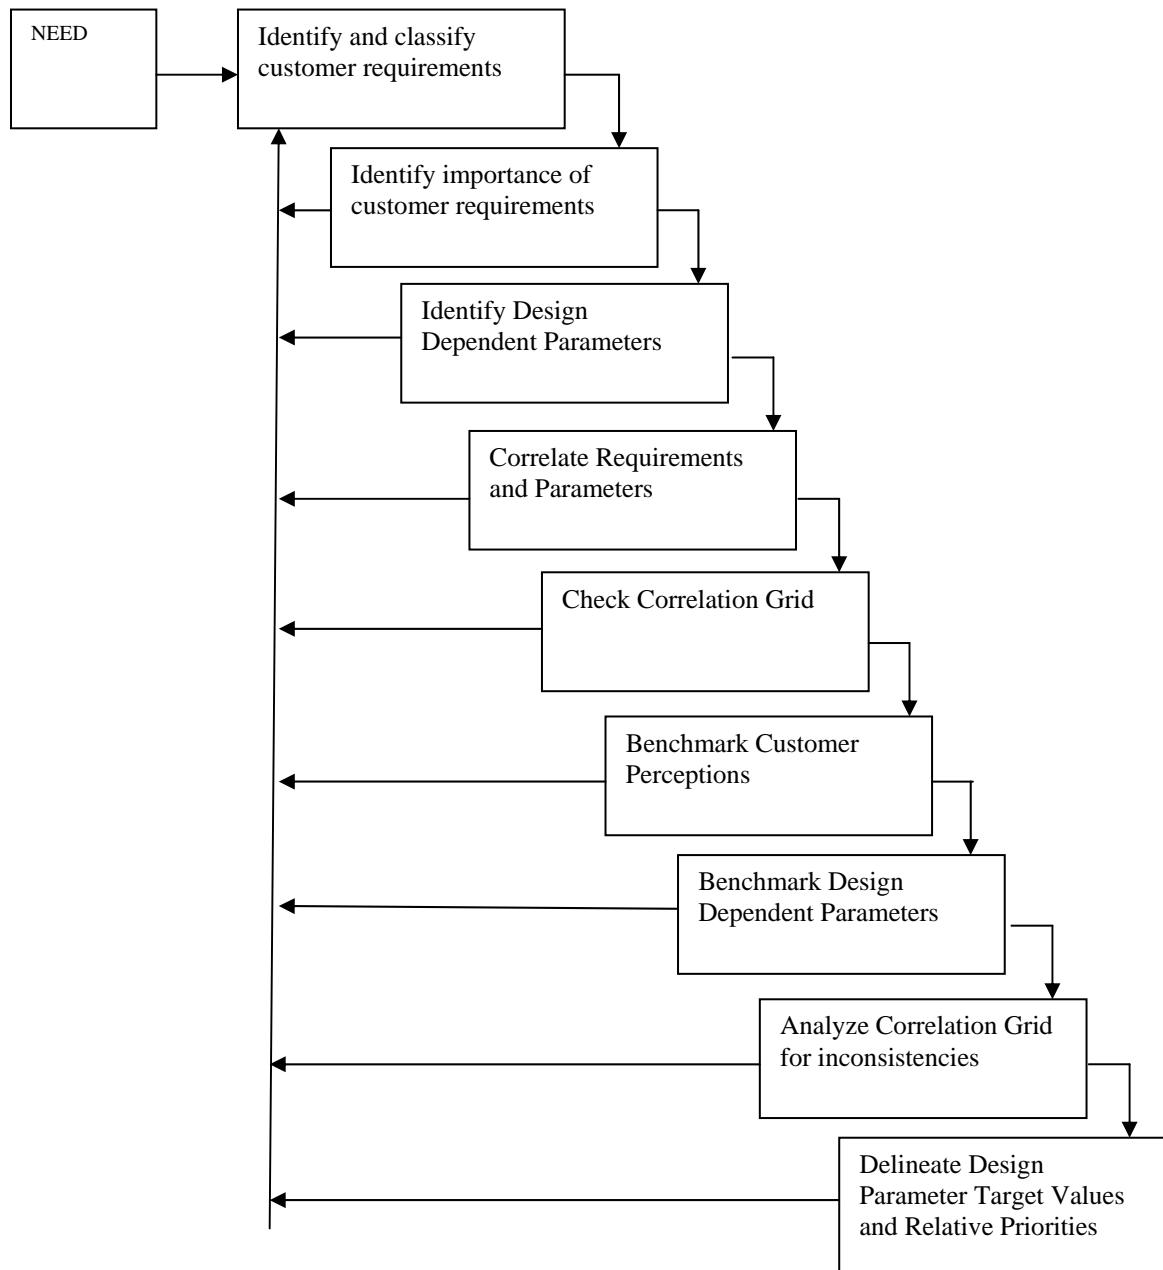 NEED
Identify and classify
customer requirements
Identify importance of
customer requirements
Identify Design
Dependent Parameters
Correlate Requirements
and Parameters
Check Correlation Grid
Benchmark Customer
Perceptions
Benchmark Design
Dependent Parameters
Analyze Correlation Grid
for inconsistencies
Delineate Design
Parameter Target Values
and Relative Priorities